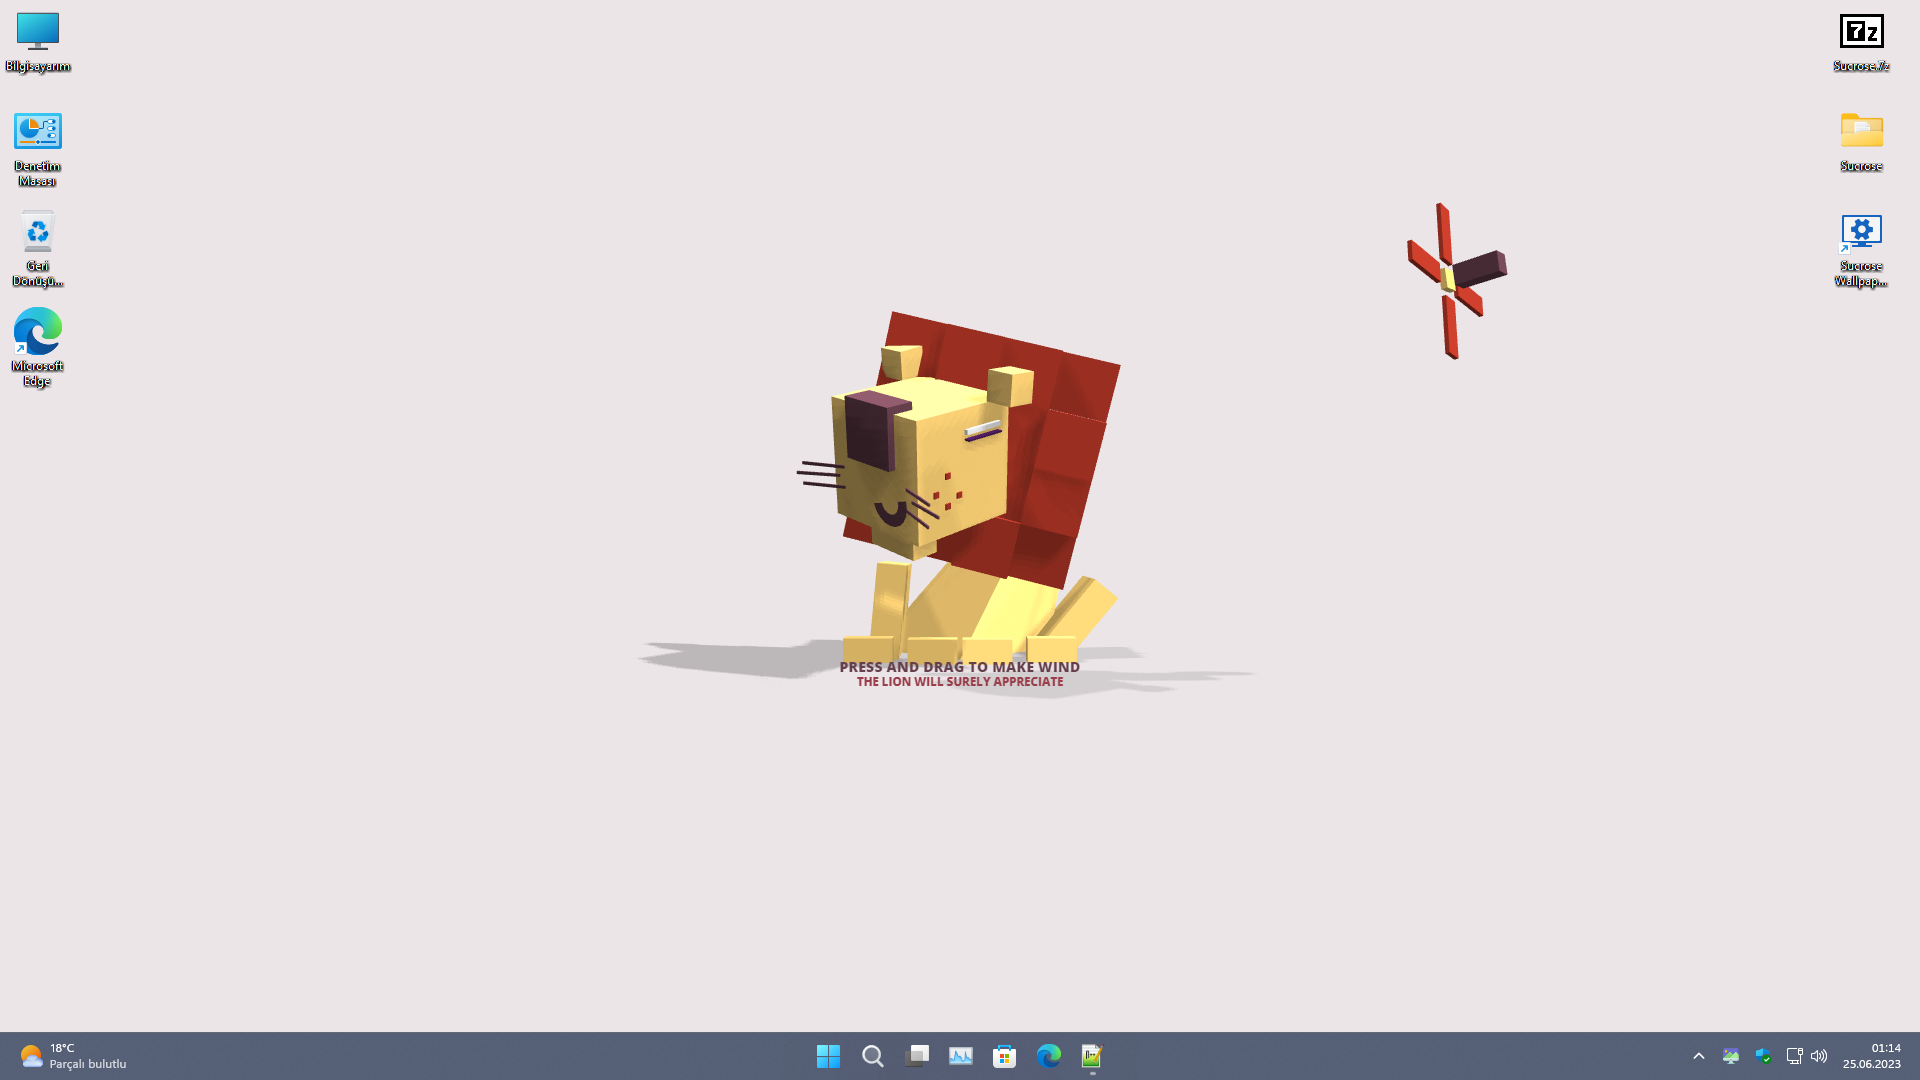 Bilgisayarım
Denetim
Masası
Geri
Dönüşü...
Microsoft
Edge
7z
Sucrose.7z
Sucrose
Sucrose
Wallpap...
PRESS AND DRAG TO MAKE WIND
THE LION WILL SURELY APPRECIATE
18°C
Parçalı bulutlu
01:14
25.06.2023